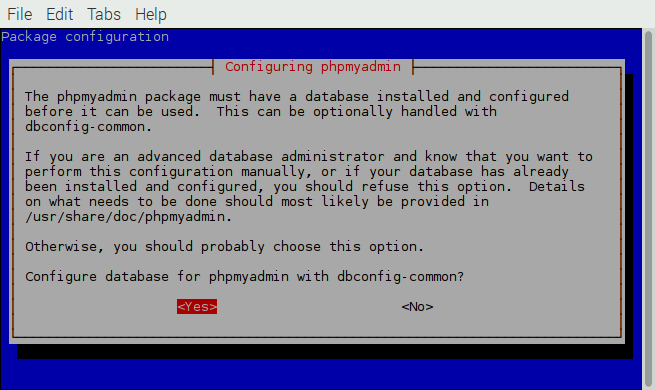 File Edit Tabs Help
Package configuration
Configuring phpmyadmin
The phpmyadmin package must have a database installed and configured
before it can be used.  This can be optionally handled with
dbconfig-common.
If you are an advanced database administrator and know that you want to
perform this configuration manually, or if your database has already
been installed and configured, you should refuse this option.  Details
on what needs to be done should most likely be provided in
/usr/share/doc/phpmyadmin.
Otherwise, you should probably choose this option.
Configure database for phpmyadmin with dbconfig-common?
<Yes> <No>